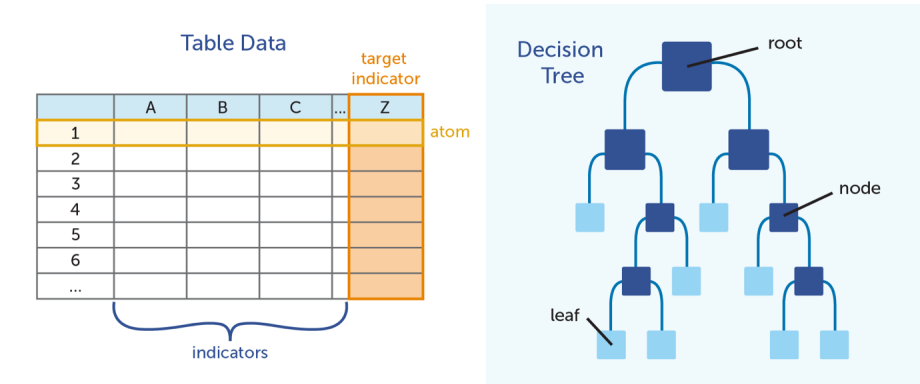 Table Data
target
indicator
A B C ... Z
1
atom
2
3
4
5
6
...
indicators
Decision
Tree
root
node
leaf